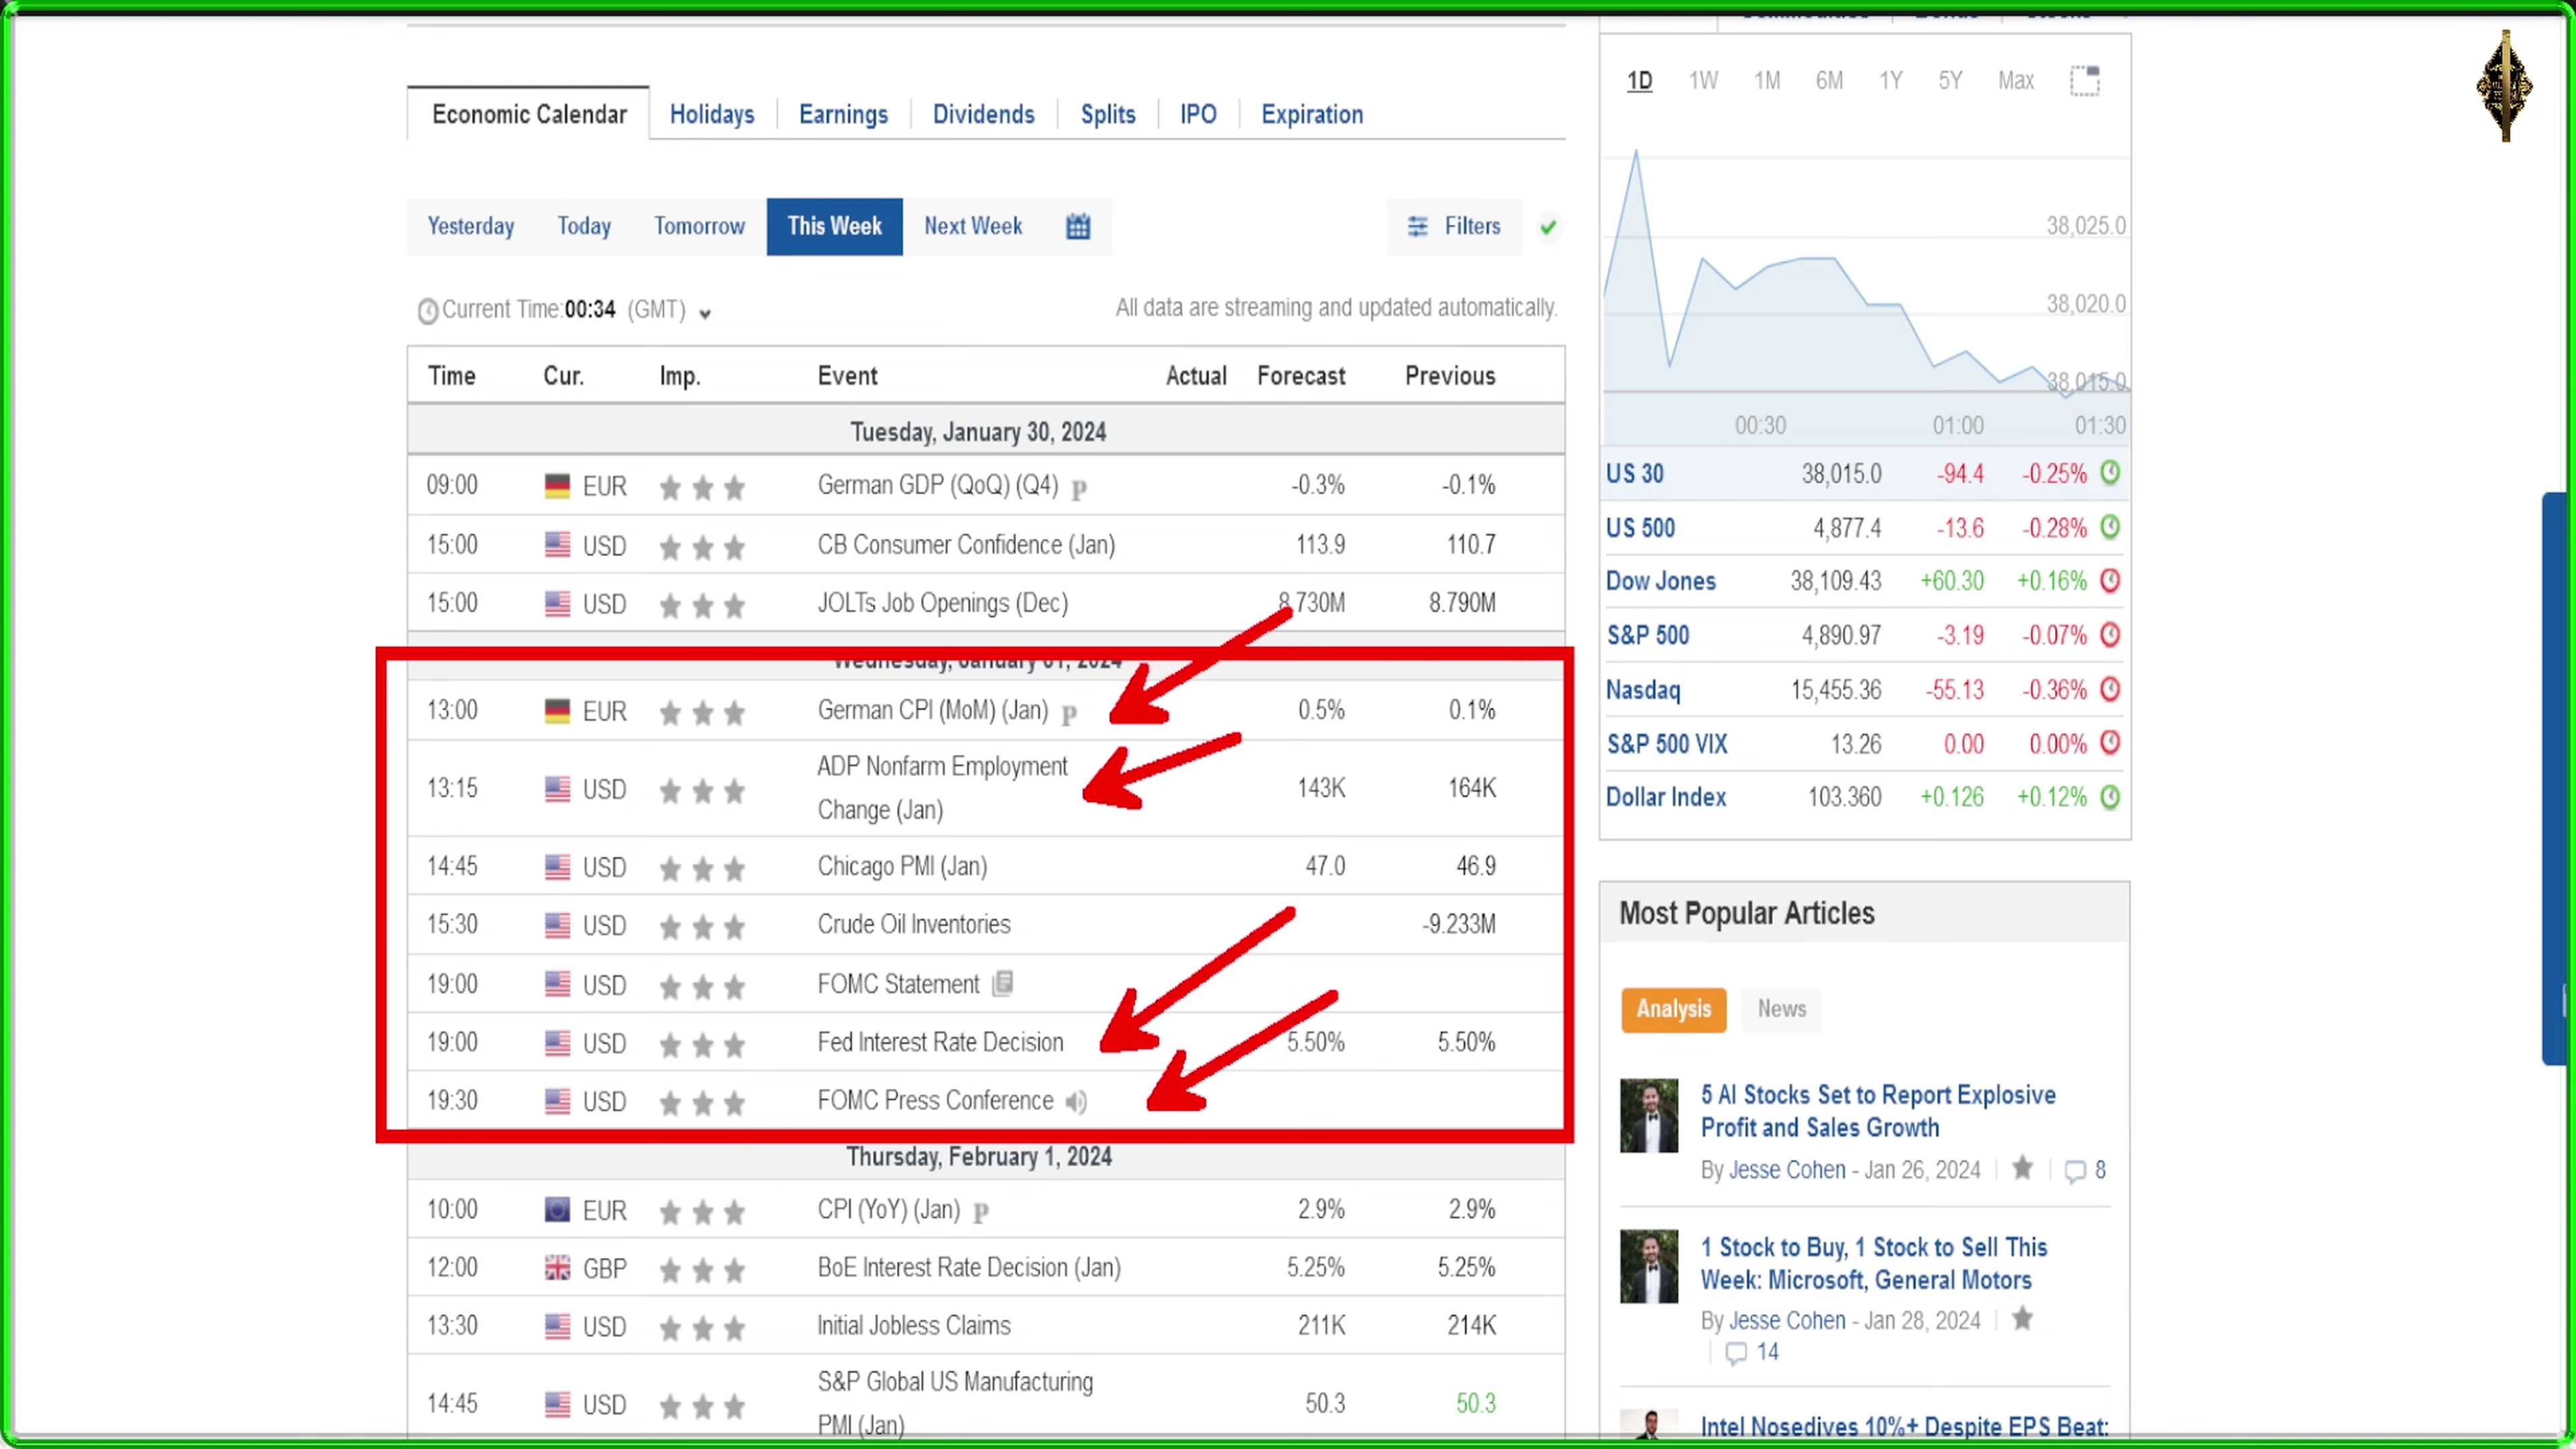 Economic Calendar
Holidays
Earnings
Dividends
Splits
IPO
Expiration
Yesterday
Today
Tomorrow
This Week
Next Week
Filters
Current Time:00:34 (GMT)
All data are streaming and updated automatically.
Time Cur. Imp. Event Actual Forecast Previous
Tuesday, January 30, 2024
09:00 EUR German GDP (QoQ) (Q4) P -0.3% -0.1%
15:00 USD CB Consumer Confidence (Jan) 113.9 110.7
15:00 USD JOLTs Job Openings (Dec) 8.730M 8.790M
Wednesday, January 2024
13:00 EUR German CPI (MoM) (Jan) P 0.5% 0.1%
13:15 USD ADP Nonfarm Employment
Change (Jan) 143K 164K
14:45 USD Chicago PMI (Jan) 47.0 46.9
15:30 USD Crude Oil Inventories -9.233M
19:00 USD FOMC Statement
19:00 USD Fed Interest Rate Decision 5.50% 5.50%
19:30 USD FOMC Press Conference
Thursday, February 1, 2024
10:00 EUR CPI (YoY) (Jan) P 2.9% 2.9%
12:00 GBP BoE Interest Rate Decision (Jan) 5.25% 5.25%
13:30 USD Initial Jobless Claims 211K 214K
14:45 USD S&P Global US Manufacturing
PMI (Jan) 50.3 50.3
1D 1W 1M 6M 1Y 5Y Max
38,025.0
38,020.0
38,015.0
00:30 01:00 01:30
US 30 38,015.0 -94.4 -0.25%
US 500 4,877.4 -13.6 -0.28%
Dow Jones 38,109.43 +60.30 +0.16%
S&P 500 4,890.97 -3.19 -0.07%
Nasdaq 15,455.36 -55.13 -0.36%
S&P 500 VIX 13.26 0.00 0.00%
Dollar Index 103.360 +0.126 +0.12%
Most Popular Articles
Analysis
News
5 AI Stocks Set to Report Explosive
Profit and Sales Growth
By Jesse Cohen - Jan 26, 2024 8
1 Stock to Buy, 1 Stock to Sell This
Week: Microsoft, General Motors
By Jesse Cohen - Jan 28, 2024
14
Intel Nosedives 10%+ Despite EPS Beat: